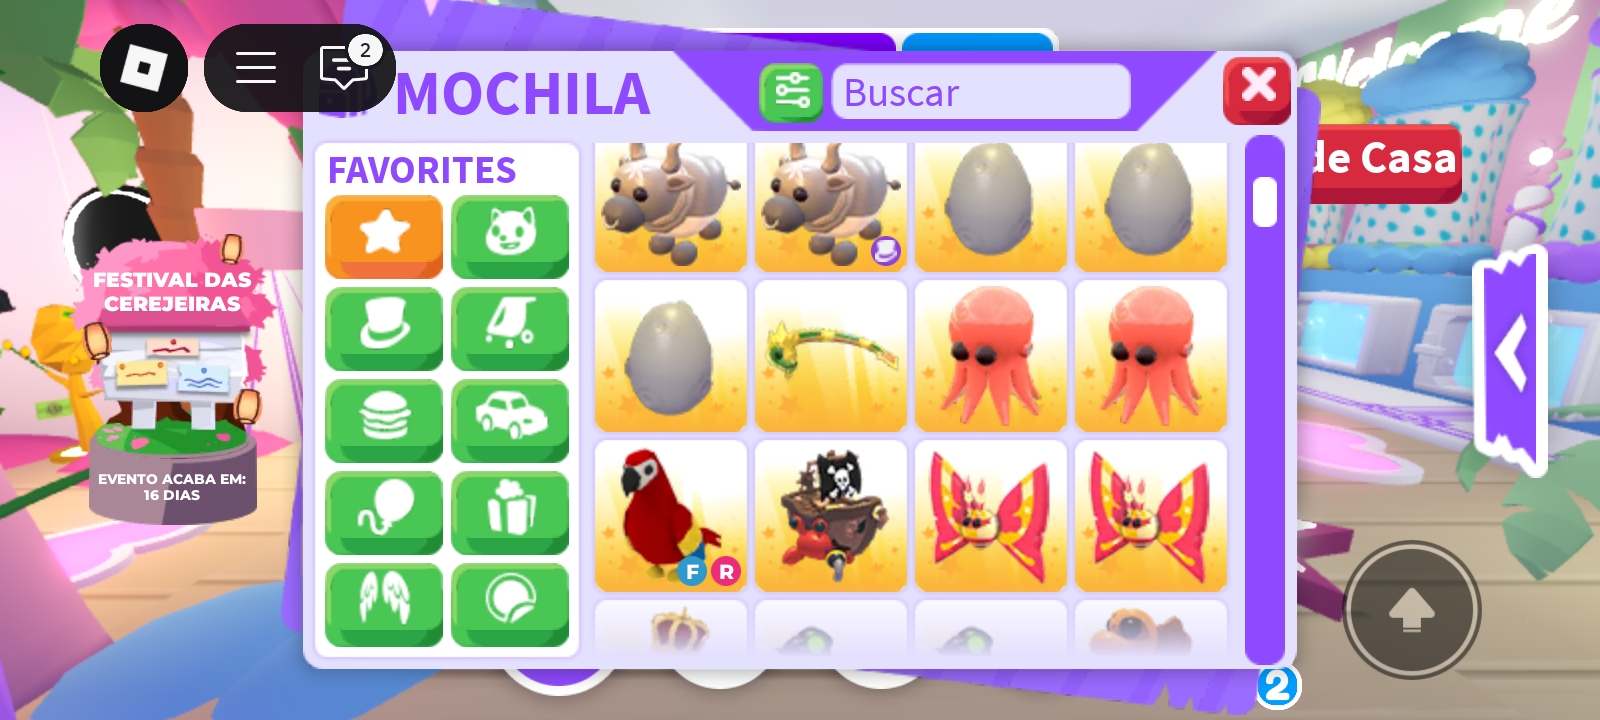 2
MOCHILA
Buscar
FAVORITES
de Casa
FESTIVAL DAS
CEREJEIRAS
EVENTO ACABA EM:
16 DIAS
F R
2